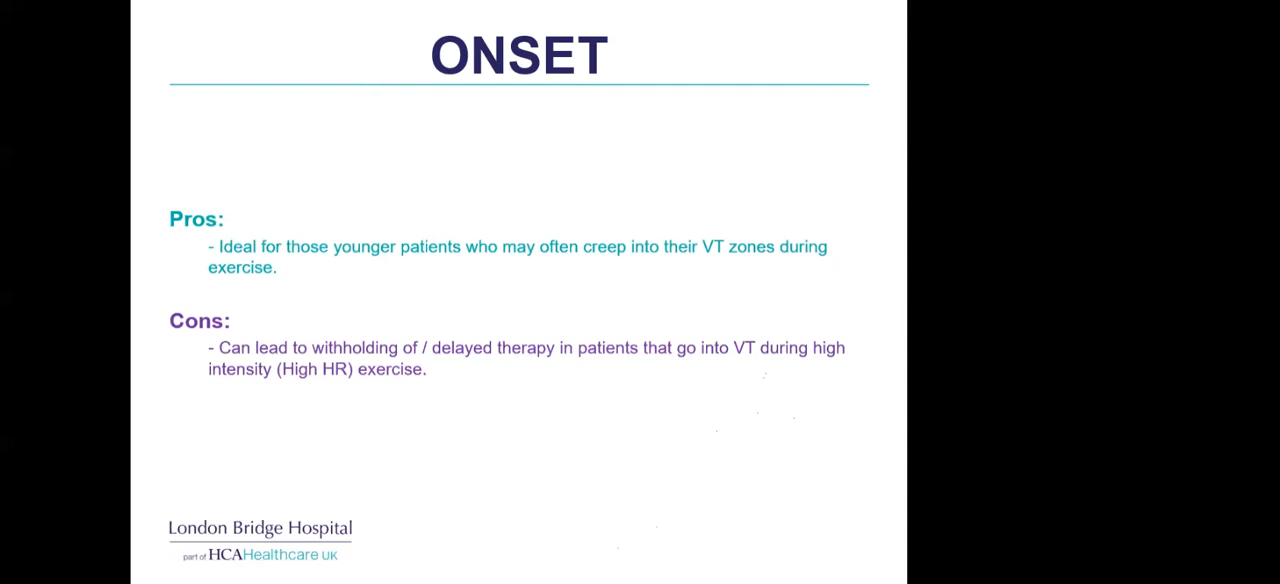 ONSET
Pros:
- Ideal for those younger patients who may often creep into their VT zones during
exercise.
Cons:
- Can lead to withholding of / delayed therapy in patients that go into VT during high
intensity (High HR) exercise.
London Bridge Hospital
part of HCAHealthcare UK